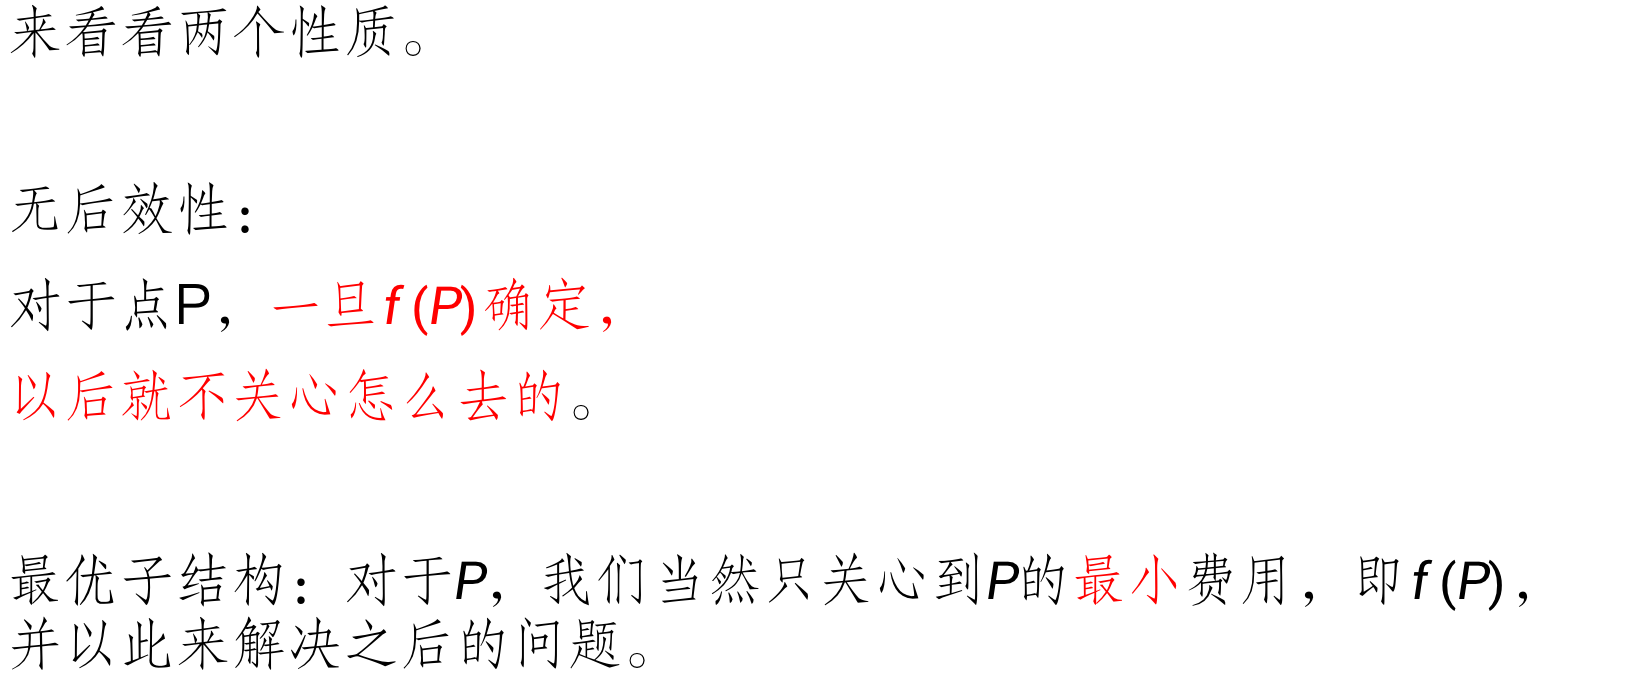 来看看两个性质。
无后效性：
对于点P，一旦f (P)确定，
以后就不关心怎么去的。
最优子结构：对于P，我们当然只关心到P的最小费用，即f (P)，
并以此来解决之后的问题。